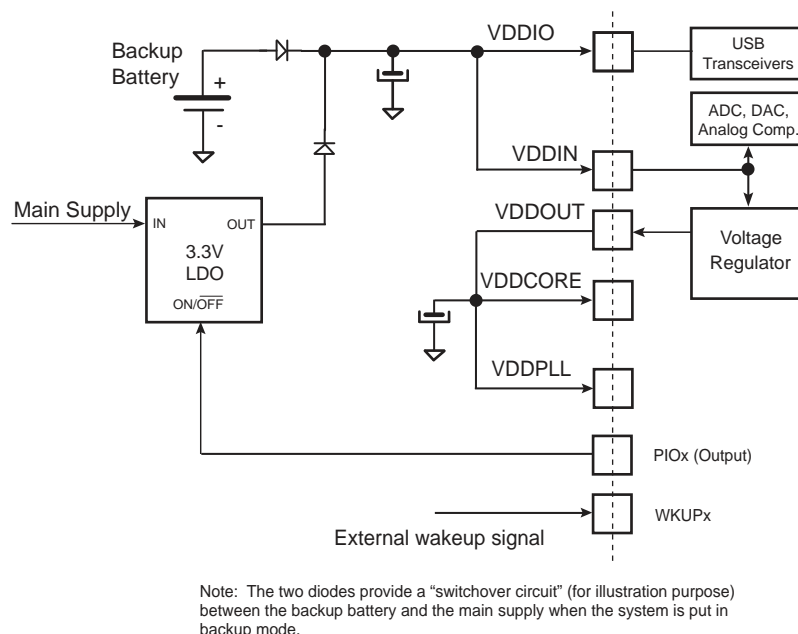 Backup
Battery
+
-
VDDIO
USB
Transceivers
ADC, DAC,
Analog Comp.
VDDIN
Main Supply
IN
OUT
3.3V
LDO
ON/OFF
VDDOUT
Voltage
Regulator
VDDCORE
VDDPLL
PIOx (Output)
WKUPx
External wakeup signal
Note: The two diodes provide a “switchover circuit” (for illustration purpose)
between the backup battery and the main supply when the system is put in
backup mode.